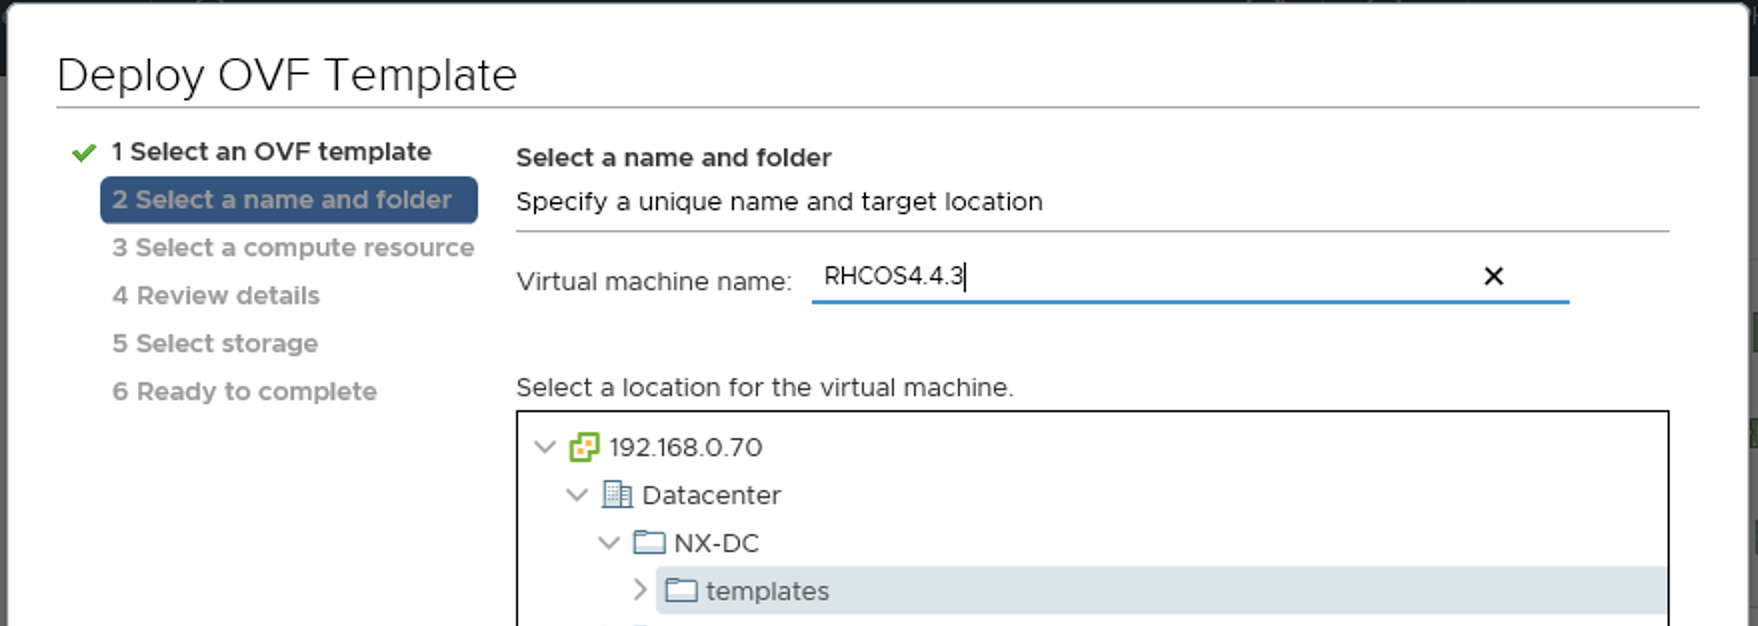 Deploy OVF Template
1 Select an OVF template
2 Select a name and folder
3 Select a compute resource
4 Review details
5 Select storage
6 Ready to complete
Select a name and folder
Specify a unique name and target location
Virtual machine name: RHCOS4.4.3
Select a location for the virtual machine.
192.168.0.70
Datacenter
NX-DC
templates